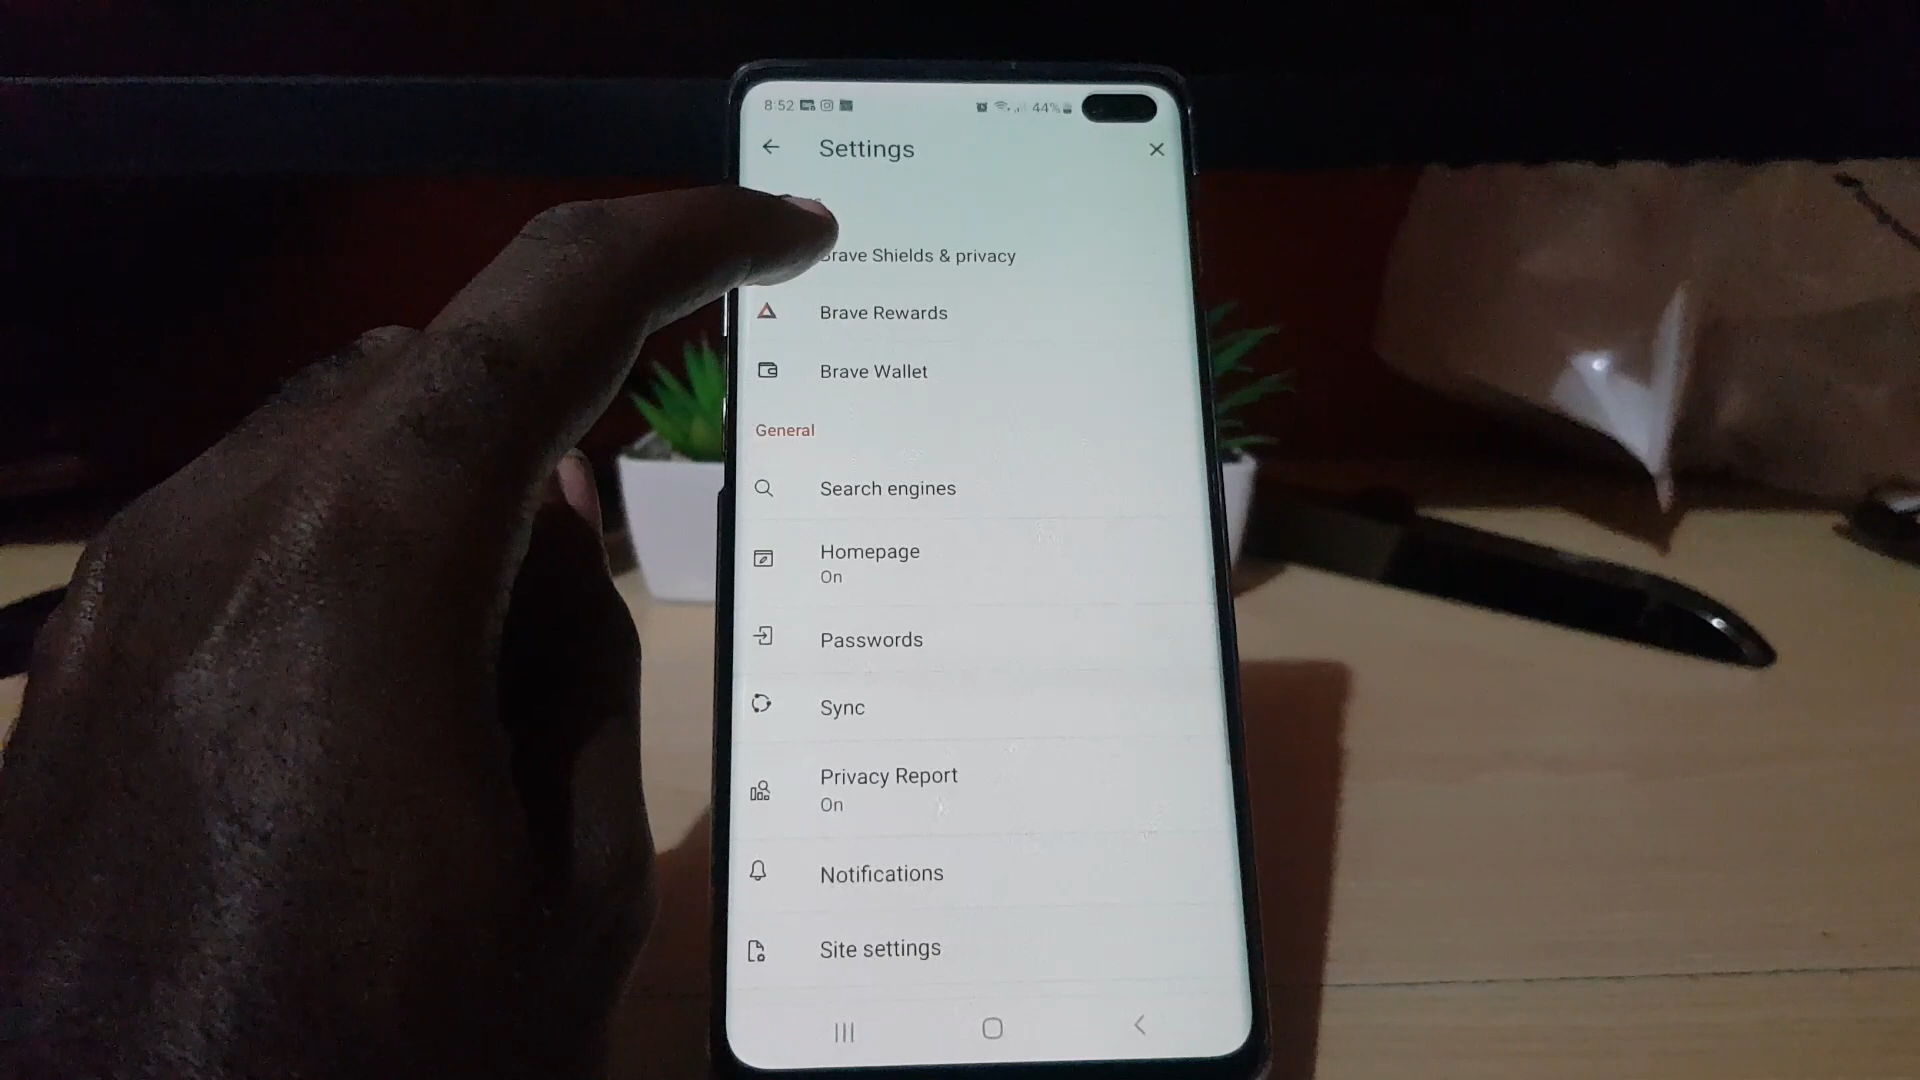 8:52 44%
Settings
Brave Shields & privacy
Brave Rewards
Brave Wallet
General
Search engines
Homepage
On
Passwords
Sync
Privacy Report
On
Notifications
Site settings